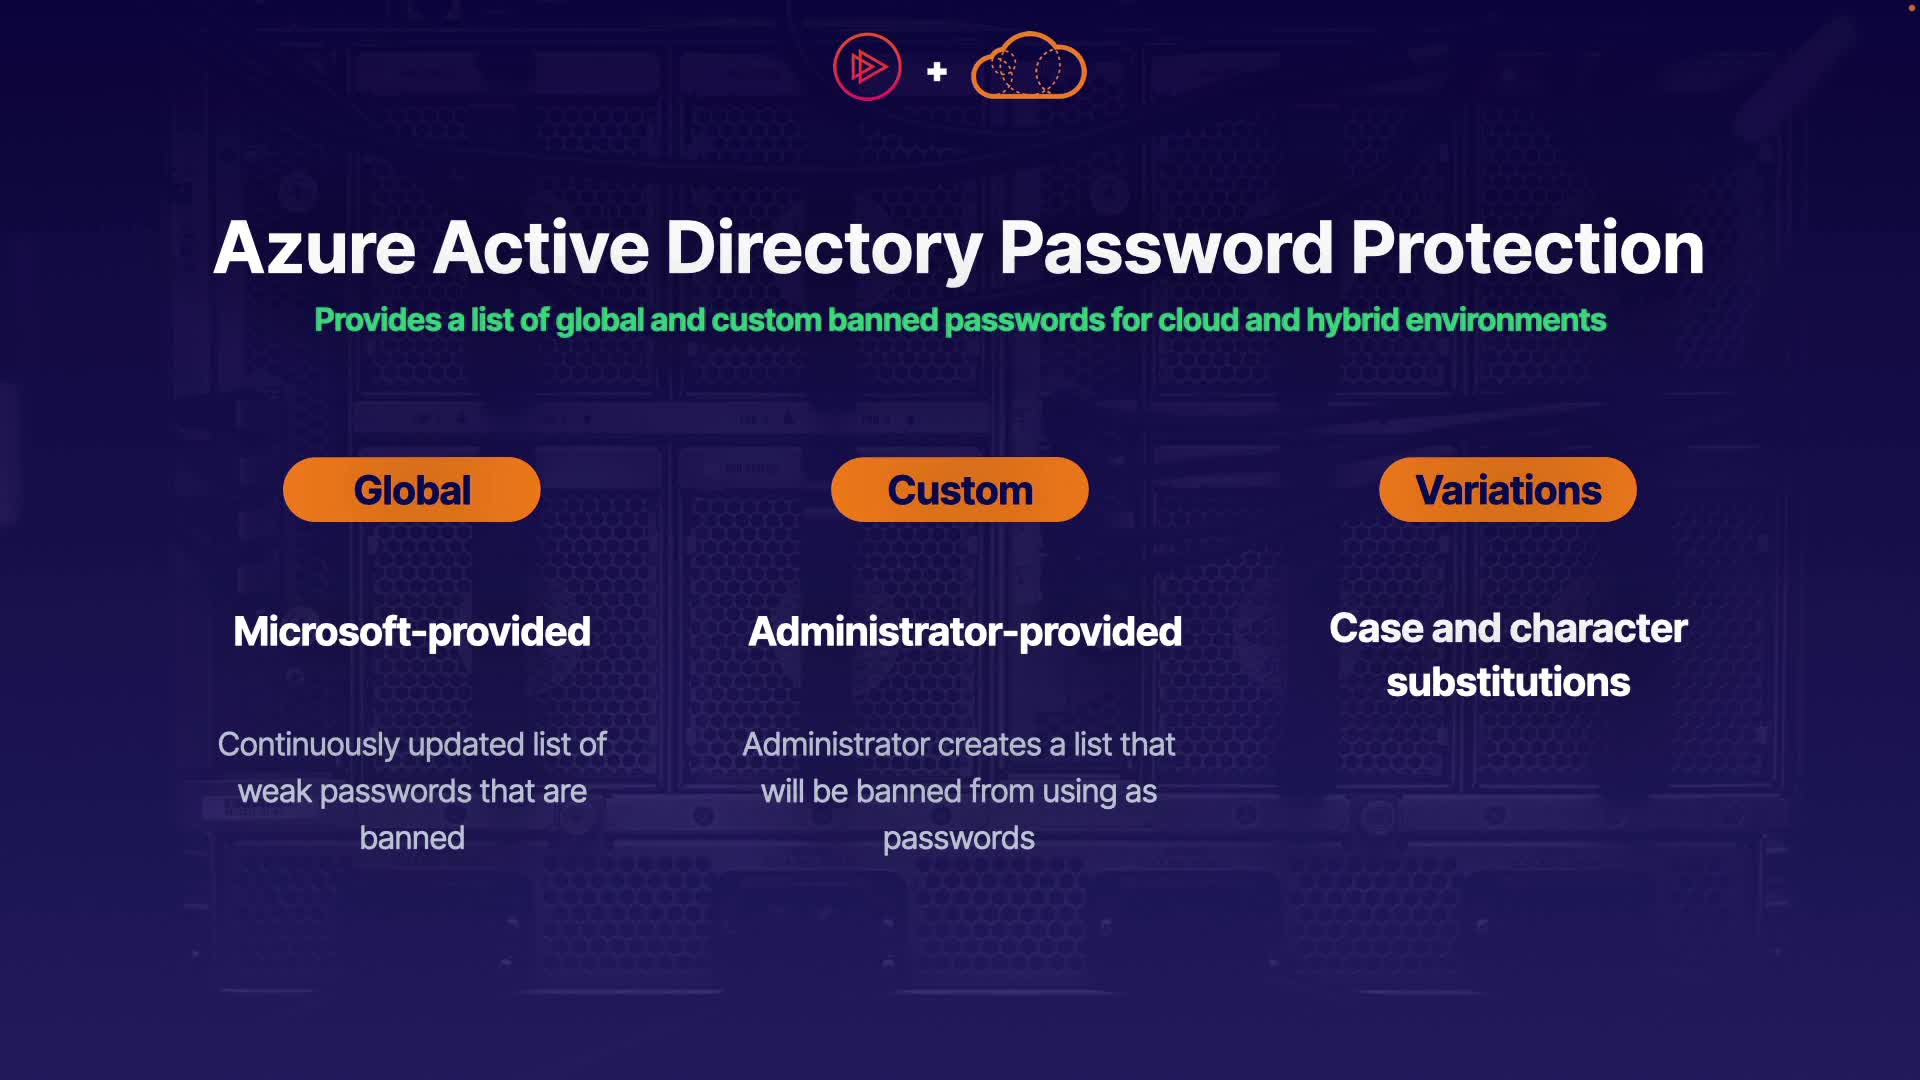 Azure Active Directory Password Protection
Provides a list of global and custom banned passwords for cloud and hybrid environments
Global
Microsoft-provided
Continuously updated list of
weak passwords that are
banned
Custom
Administrator-provided
Administrator creates a list that
will be banned from using as
passwords
Variations
Case and character
substitutions